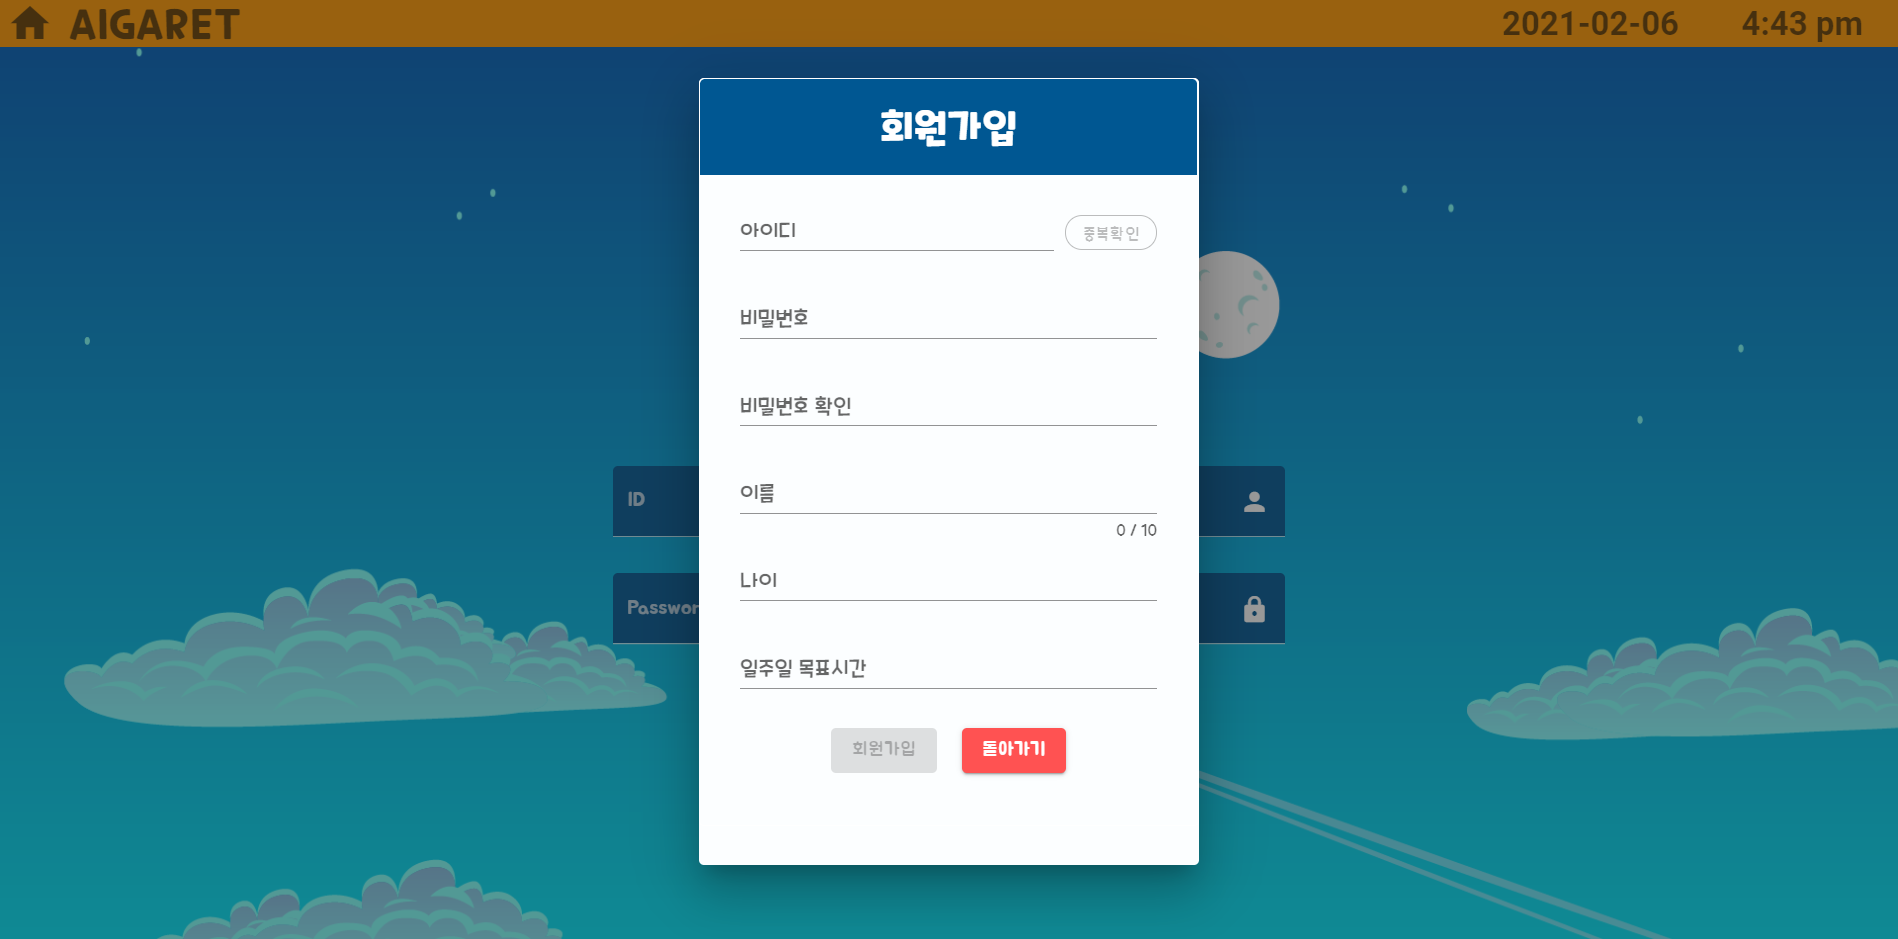 AIGARET 2021-02-06 4:43 pm
회원가입
아이디 중복확인
비밀번호
비밀번호 확인
이름
0 / 10
나이
일주일 목표시간
회원가입 돌아가기
ID
Passwor